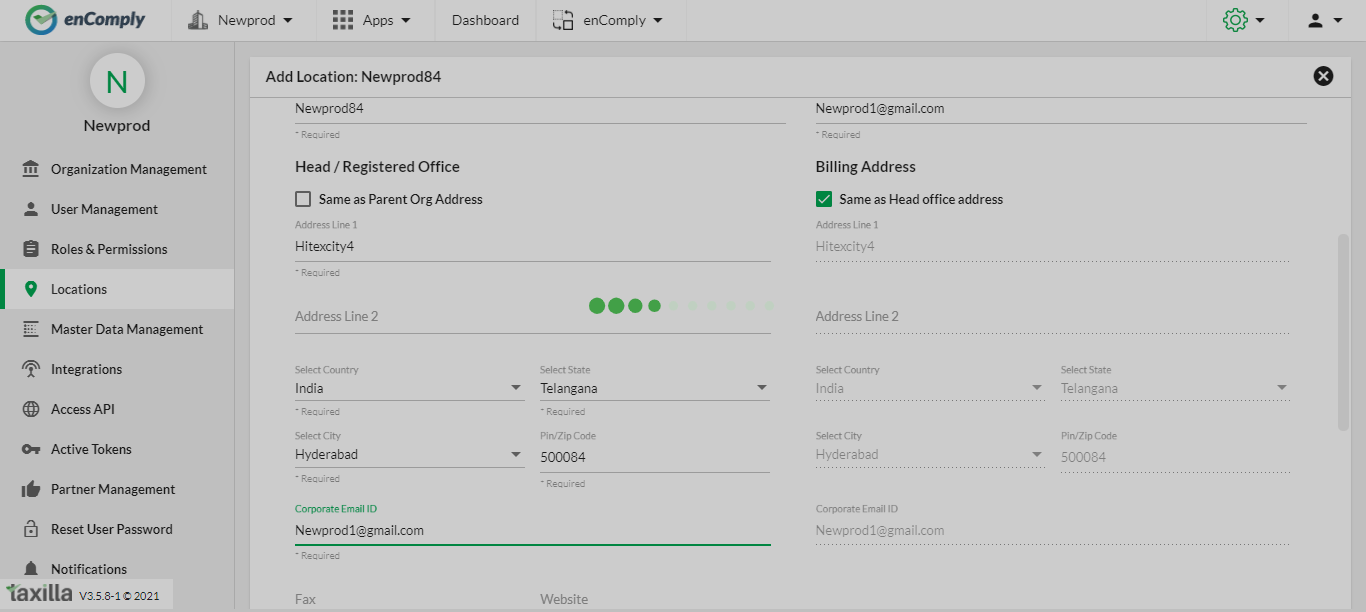 enComply Newprod Apps Dashboard enComply
N
Newprod
Organization Management
User Management
Roles & Permissions
Locations
Master Data Management
Integrations
Access API
Active Tokens
Partner Management
Reset User Password
Notifications
taxilla V3.5.8-1 © 2021
Add Location: Newprod84
Newprod84 Newprod1@gmail.com
* Required * Required
Head / Registered Office Billing Address
Same as Parent Org Address Same as Head office address
Address Line 1 Address Line 1
Hitexcity4 Hitexcity4
* Required
Address Line 2 Address Line 2
Select Country Select State Select Country Select State
India Telangana India Telangana
* Required * Required
Select City Pin/Zip Code Select City Pin/Zip Code
Hyderabad 500084 Hyderabad 500084
* Required * Required
Corporate Email ID Corporate Email ID
Newprod1@gmail.com Newprod1@gmail.com
* Required
Fax Website